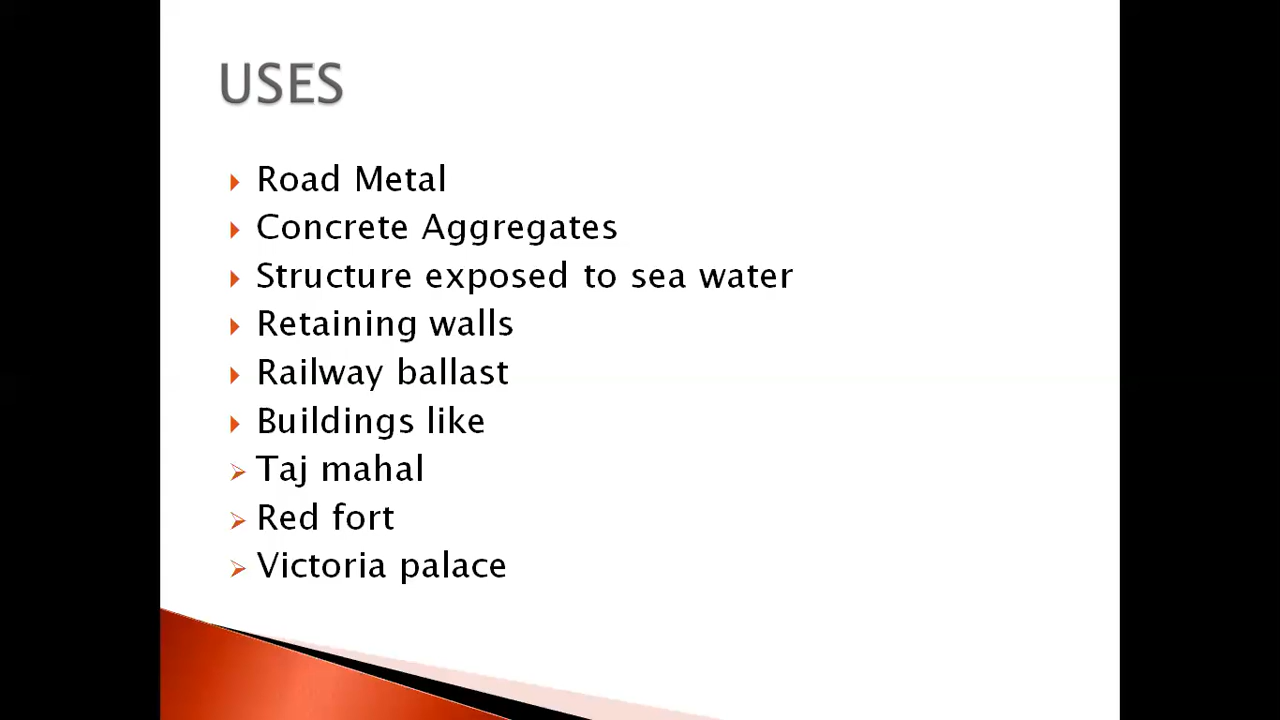 USES
Road Metal
Concrete Aggregates
Structure exposed to sea water
Retaining walls
Railway ballast
Buildings like
Taj mahal
Red fort
Victoria palace